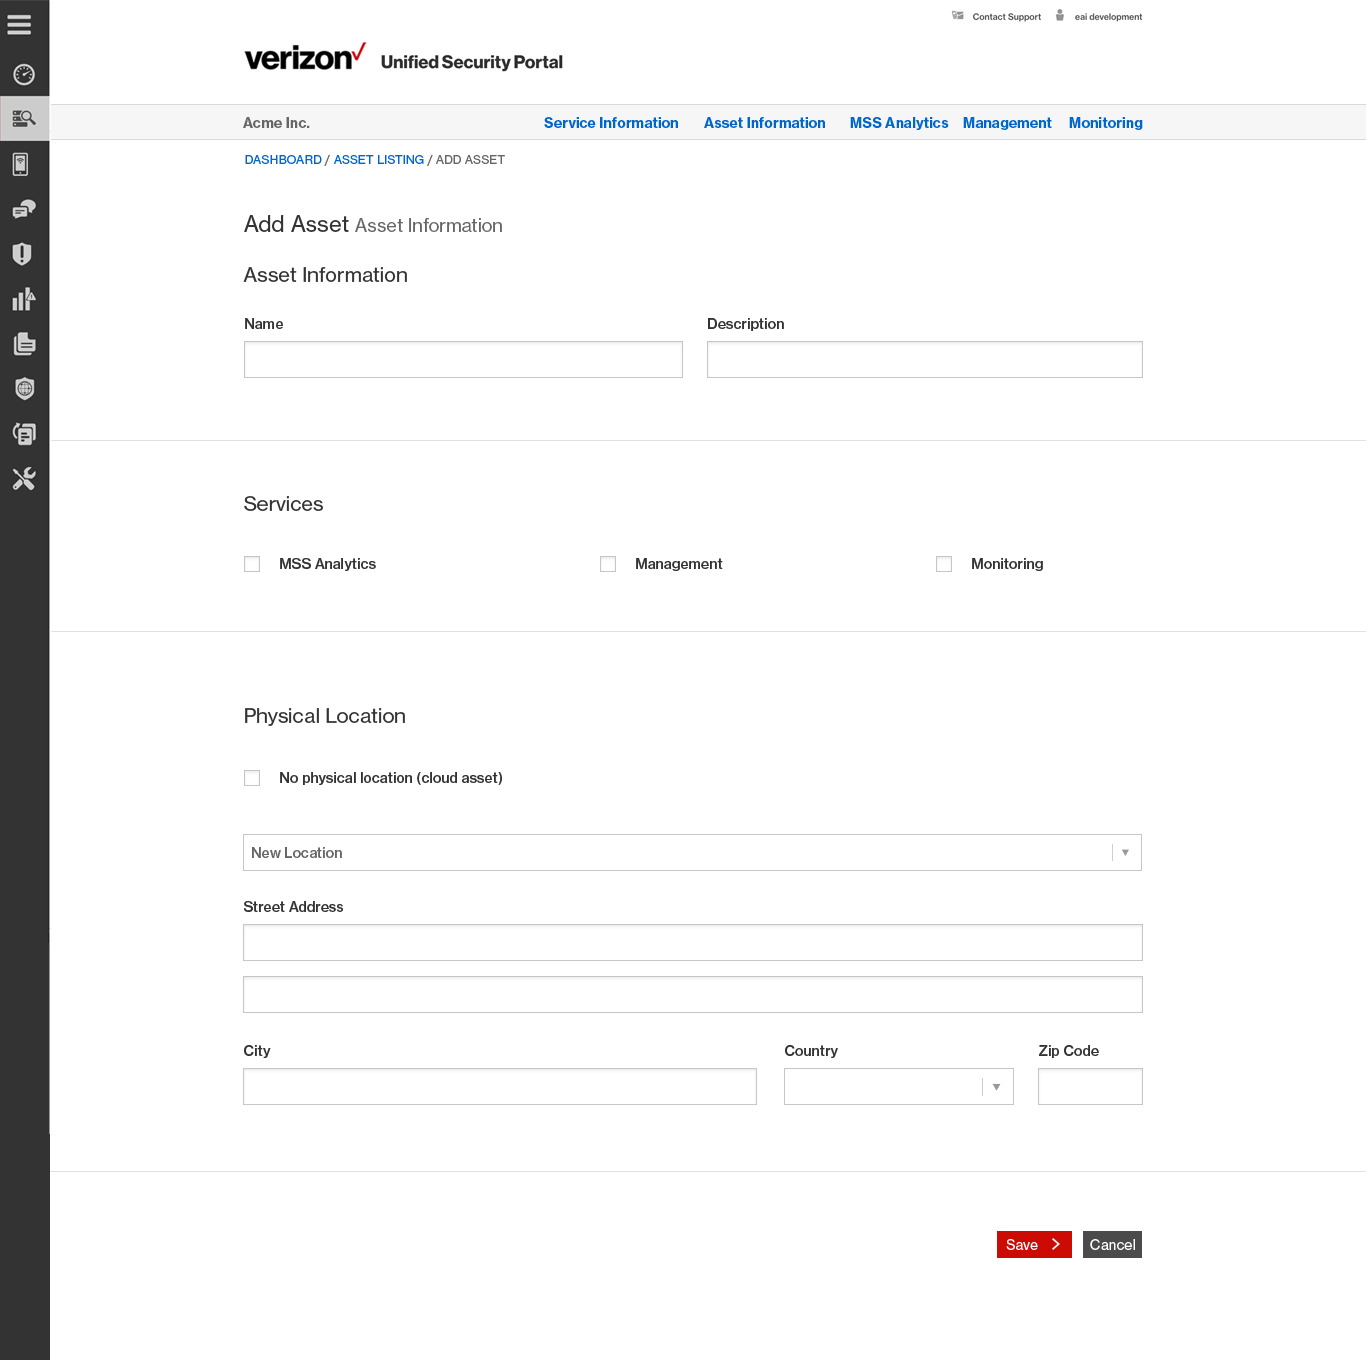 Contact Support eai development
verizon Unified Security Portal
Acme Inc. Service Information Asset Information MSS Analytics Management Monitoring
DASHBOARD / ASSET LISTING / ADD ASSET
Add Asset Asset Information
Asset Information
Name Description
Services
MSS Analytics Management Monitoring
Physical Location
No physical location (cloud asset)
New Location
Street Address
City Country Zip Code
Save Cancel